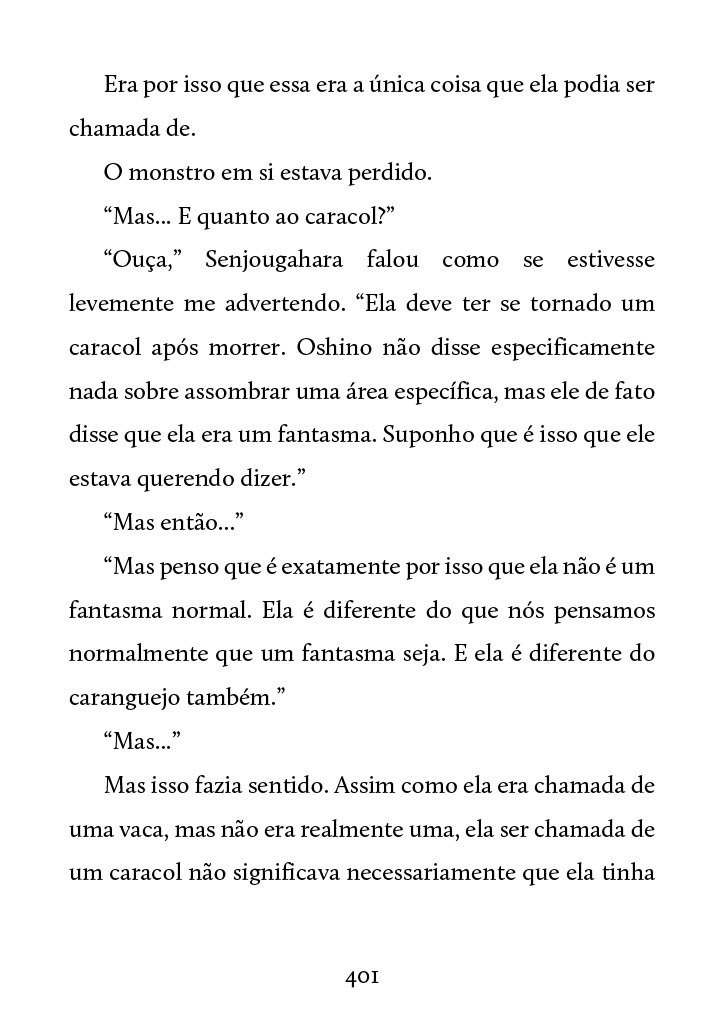 Era por isso que essa era a única coisa que ela podia ser
chamada de.
O monstro em si estava perdido.
“Mas... E quanto ao caracol?”
“Ouça,” Senjougahara falou como se estivesse
levemente me advertendo. “Ela deve ter se tornado um
caracol após morrer. Oshino não disse especificamente
nada sobre assombrar uma área específica, mas ele de fato
disse que ela era um fantasma. Suponho que é isso que ele
estava querendo dizer.”
“Mas então...”
“Mas penso que é exatamente por isso que ela não é um
fantasma normal. Ela é diferente do que nós pensamos
normalmente que um fantasma seja. E ela é diferente do
caranguejo também.”
“Mas...”
Mas isso fazia sentido. Assim como ela era chamada de
uma vaca, mas não era realmente uma, ela ser chamada de
um caracol não significava necessariamente que ela tinha
401